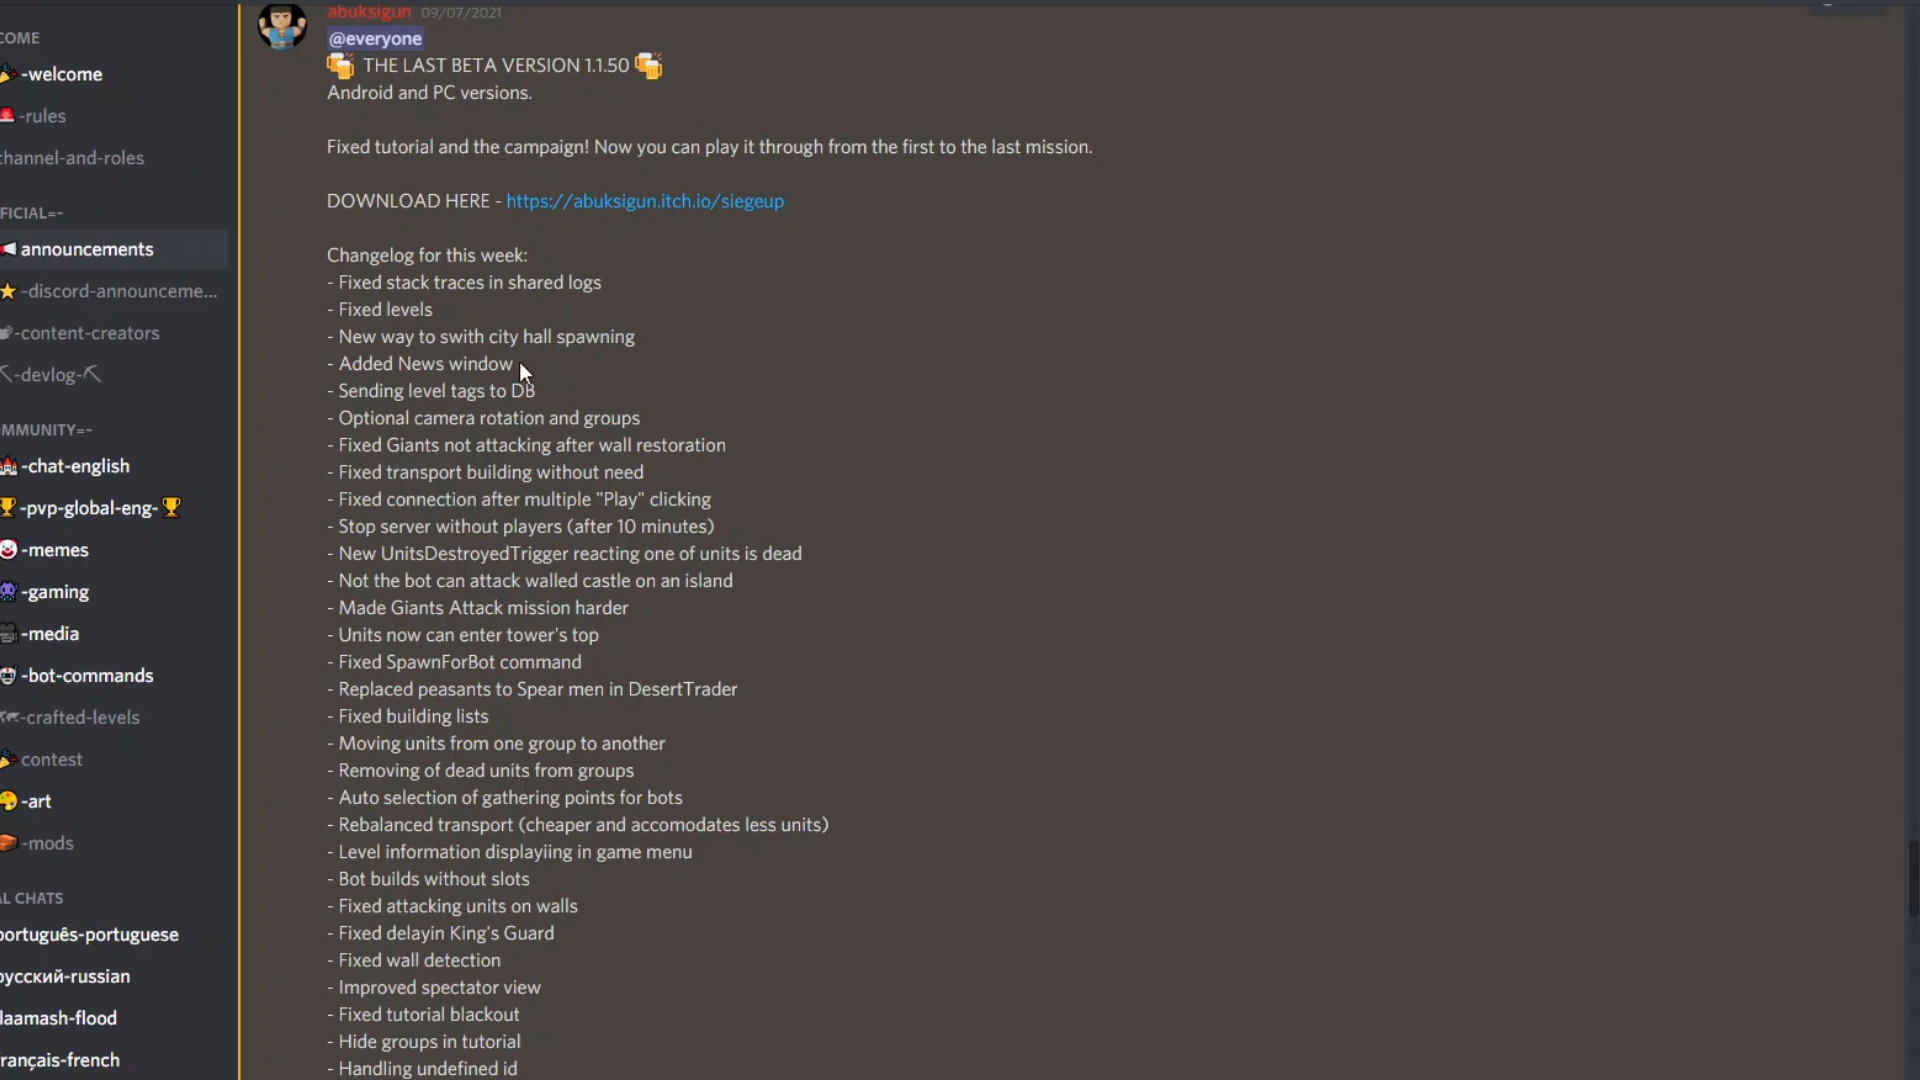 COME
-welcome
-rules
channel-and-roles
FICIAL=-
announcements
-discord-announceme...
-content-creators
-devlog-
MMUNITY=-
-chat-english
-pvp-global-eng-
-memes
-gaming
-media
-bot-commands
-crafted-levels
contest
-art
-mods
L CHATS
português-portuguese
русский-russian
laamash-flood
rançais-french
abuksigun 09/07/2021
@everyone
THE LAST BETA VERSION 1.1.50
Android and PC versions.
Fixed tutorial and the campaign! Now you can play it through from the first to the last mission.
DOWNLOAD HERE - https://abuksigun.itch.io/siegeup
Changelog for this week:
- Fixed stack traces in shared logs
- Fixed levels
- New way to swith city hall spawning
- Added News window
- Sending level tags to DB
- Optional camera rotation and groups
- Fixed Giants not attacking after wall restoration
- Fixed transport building without need
- Fixed connection after multiple "Play" clicking
- Stop server without players (after 10 minutes)
- New UnitsDestroyedTrigger reacting one of units is dead
- Not the bot can attack walled castle on an island
- Made Giants Attack mission harder
- Units now can enter tower's top
- Fixed SpawnForBot command
- Replaced peasants to Spear men in DesertTrader
- Fixed building lists
- Moving units from one group to another
- Removing of dead units from groups
- Auto selection of gathering points for bots
- Rebalanced transport (cheaper and accomodates less units)
- Level information displayiing in game menu
- Bot builds without slots
- Fixed attacking units on walls
- Fixed delayin King's Guard
- Fixed wall detection
- Improved spectator view
- Fixed tutorial blackout
- Hide groups in tutorial
- Handling undefined id